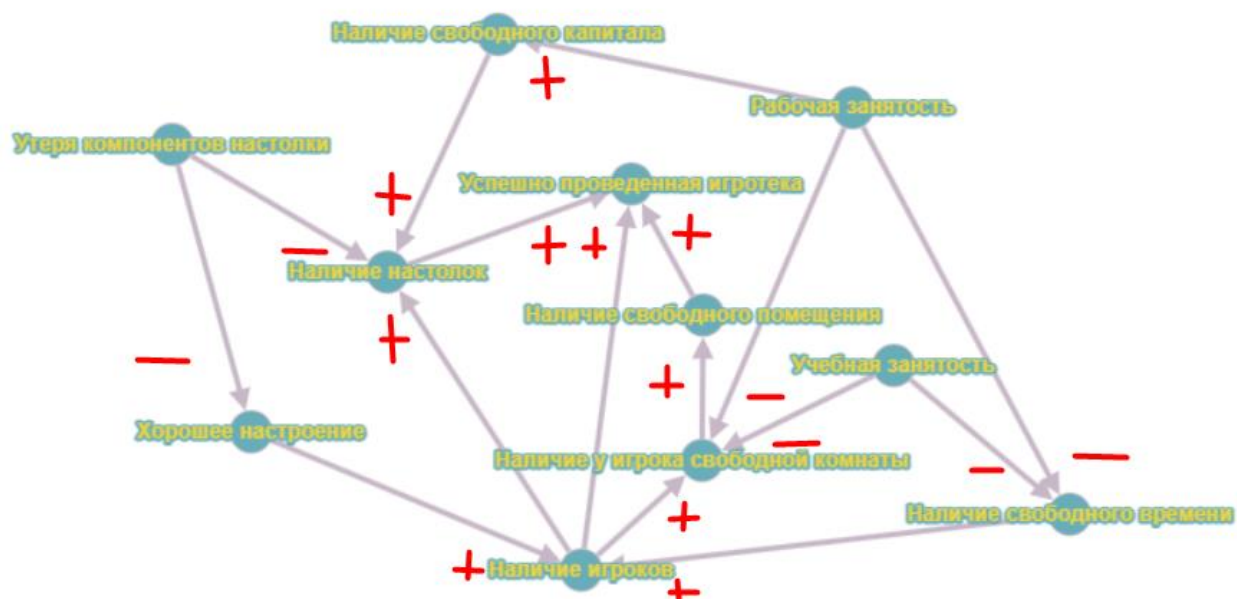 Наличие свободного капитала
Рабочая занятость
Утеря компонентов настолки
Успешно проведенная игротека
Наличие настолок
Наличие свободного помещения
Учебная занятость
Хорошее настроение
Наличие у игрока свободной комнаты
Наличие свободного времени
Наличие игроков